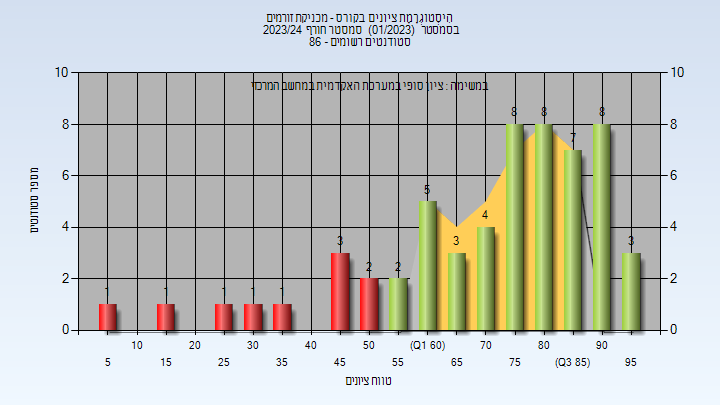 היסטוגרמת ציונים בקורס - מכניקת זורמים
בסמסטר (01/2023) סמסטר חורף 2023/24
סטודנטים רשומים - 86
במשימה : ציון סופי במערכת האקדמית במחשב המרכזי
מספר סטודנטים
10 10
8 8
6 6
4 4
2 2
0 0
1 1 1 1 1 3 2 2 5 3 4 8 8 7 8 3
10 20 30 40 50 (Q1 60) 70 80 90
5 15 25 35 45 55 65 75 (Q3 85) 95
טווח ציונים